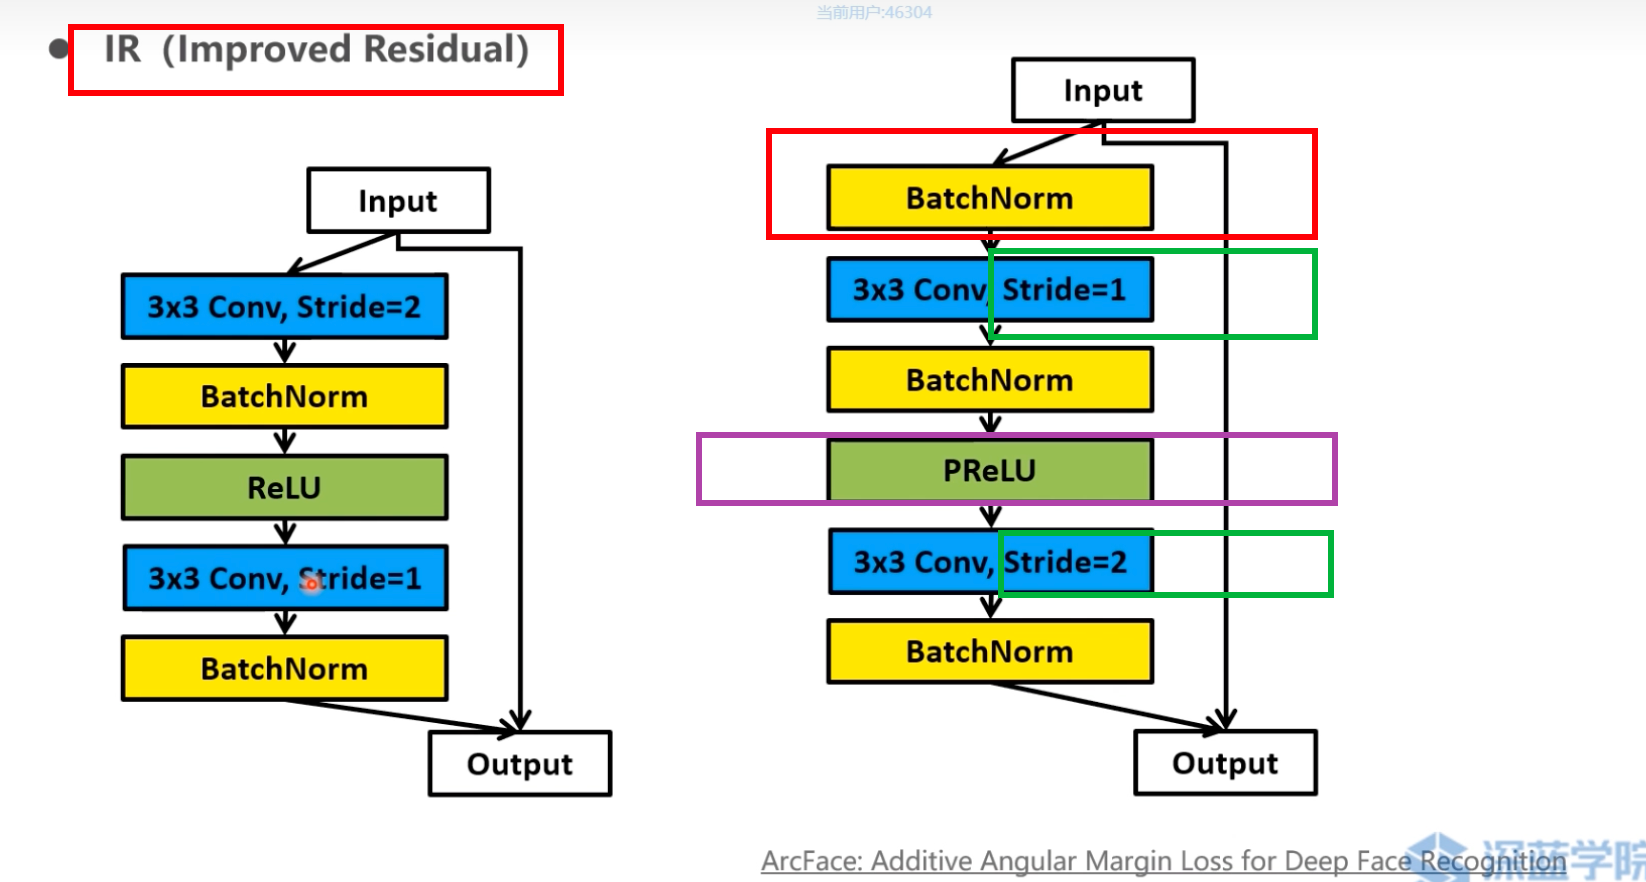 当前用户:46304
IR（Improved Residual)
Input
3x3 Conv, Stride=2
BatchNorm
ReLU
3x3 Conv, Stride=1
BatchNorm
Output
Input
BatchNorm
3x3 Conv, Stride=1
BatchNorm
PReLU
3x3 Conv, Stride=2
BatchNorm
Output
ArcFace: Additive Angular Margin Loss for Deep Face Recognition
深蓝学院